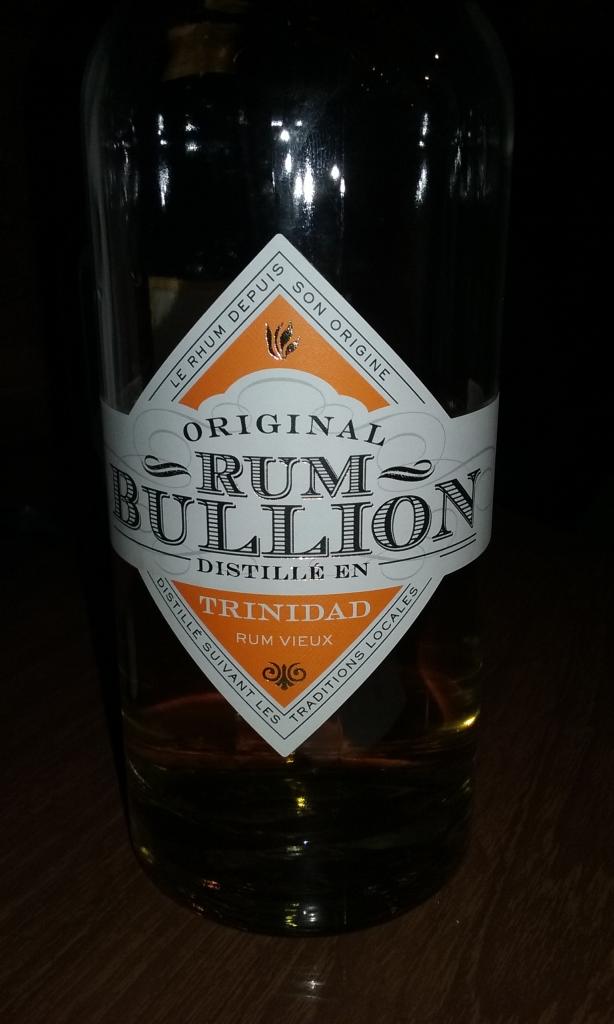 LE RHUM DEPUIS SON ORIGINE
ORIGINAL
RUM
BULLION
DISTILLÉ EN
TRINIDAD
RUM VIEUX
DISTILLÉ SUIVANT LES TRADITIONS LOCALES